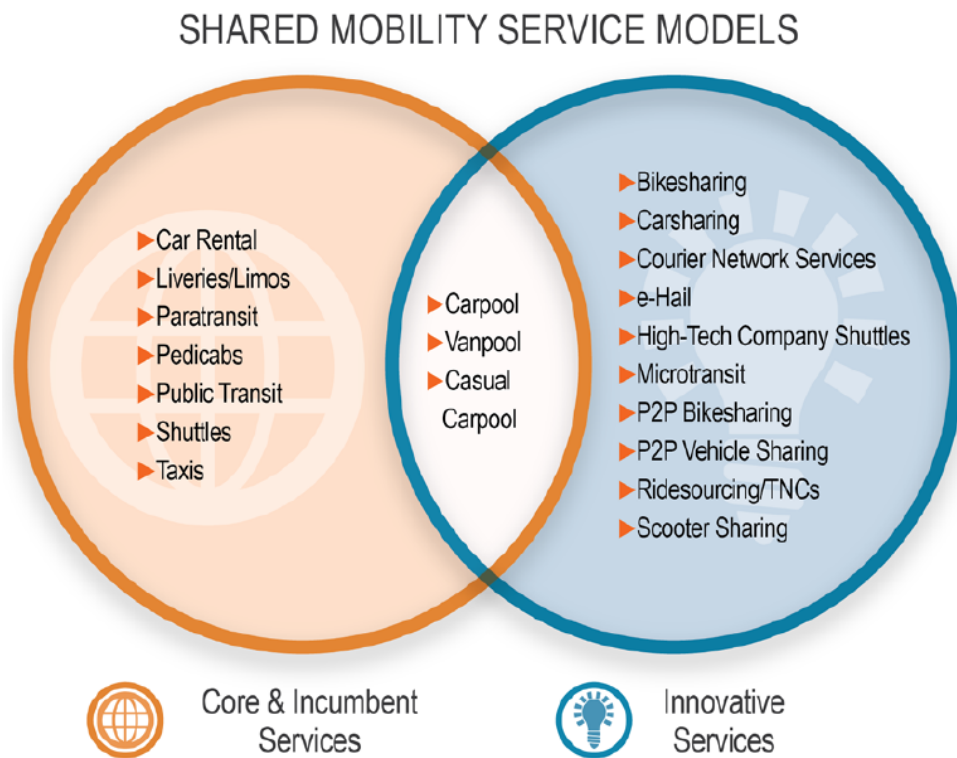 SHARED MOBILITY SERVICE MODELS
Car Rental
Liveries/Limos
Paratransit
Pedicabs
Public Transit
Shuttles
Taxis
Carpool
Vanpool
Casual
Carpool
Bikesharing
Carsharing
Courier Network Services
e-Hail
High-Tech Company Shuttles
Microtransit
P2P Bikesharing
P2P Vehicle Sharing
Ridesourcing/TNCs
Scooter Sharing
Core & Incumbent
Services
Innovative
Services